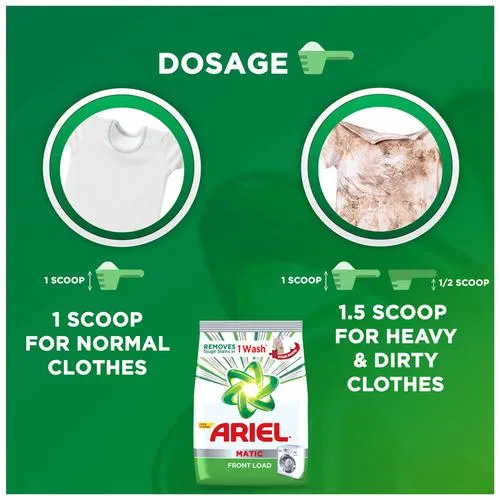 DOSAGE
1 SCOOP
1 SCOOP
FOR NORMAL
CLOTHES
1 SCOOP
1/2 SCOOP
1.5 SCOOP
FOR HEAVY
& DIRTY
CLOTHES
REMOVES
Tough Stains in
1 Wash
ARIEL
MATIC
FRONT LOAD